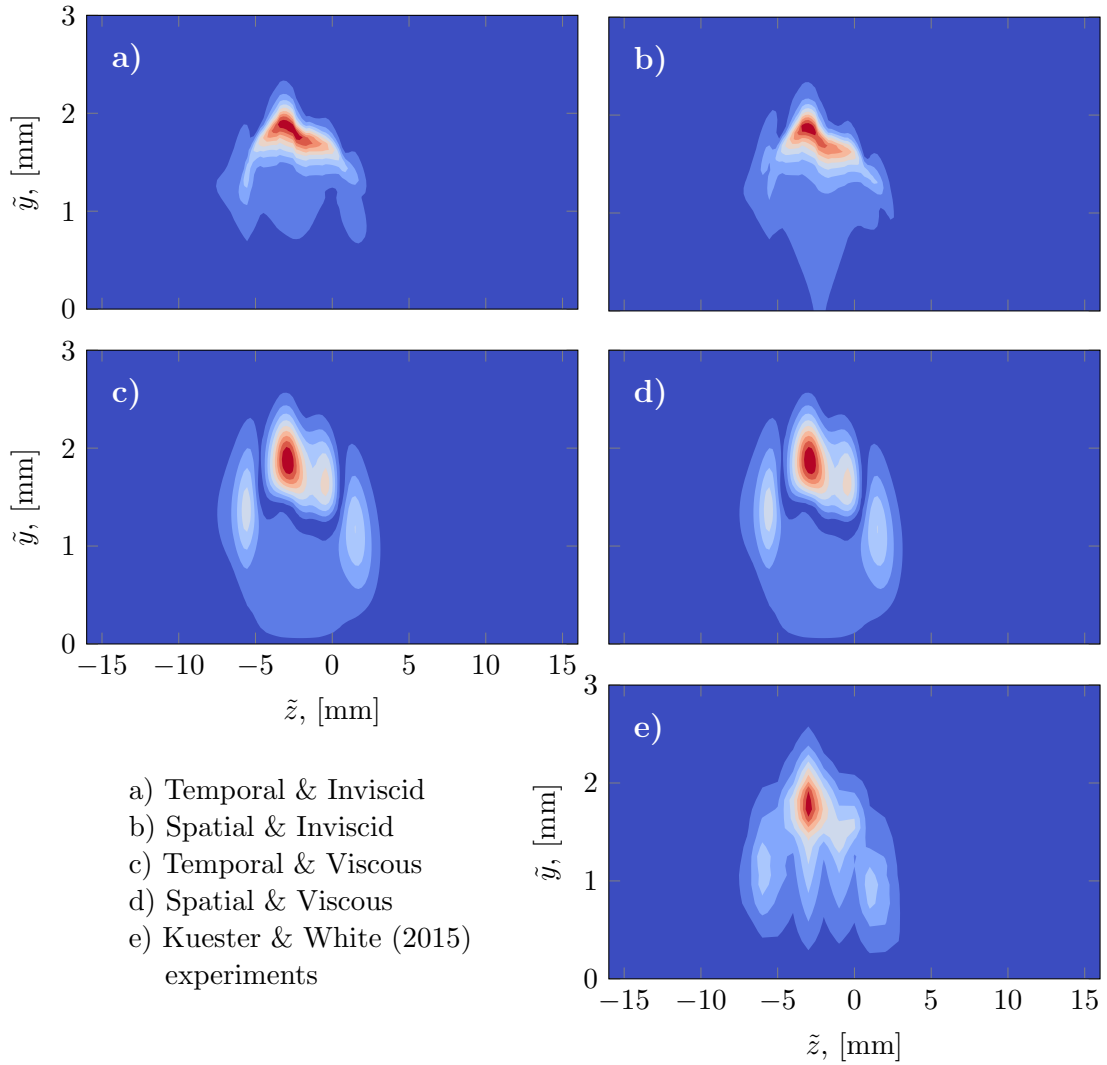 3
2
1
0
ỹ, [mm]
a)
b)
3
2
1
0
ỹ, [mm]
c)
d)
−15 −10 −5 0 5 10 15
z̃, [mm]
3
2
1
0
ỹ, [mm]
e)
−15 −10 −5 0 5 10 15
z̃, [mm]
a) Temporal & Inviscid
b) Spatial & Inviscid
c) Temporal & Viscous
d) Spatial & Viscous
e) Kuester & White (2015)
experiments